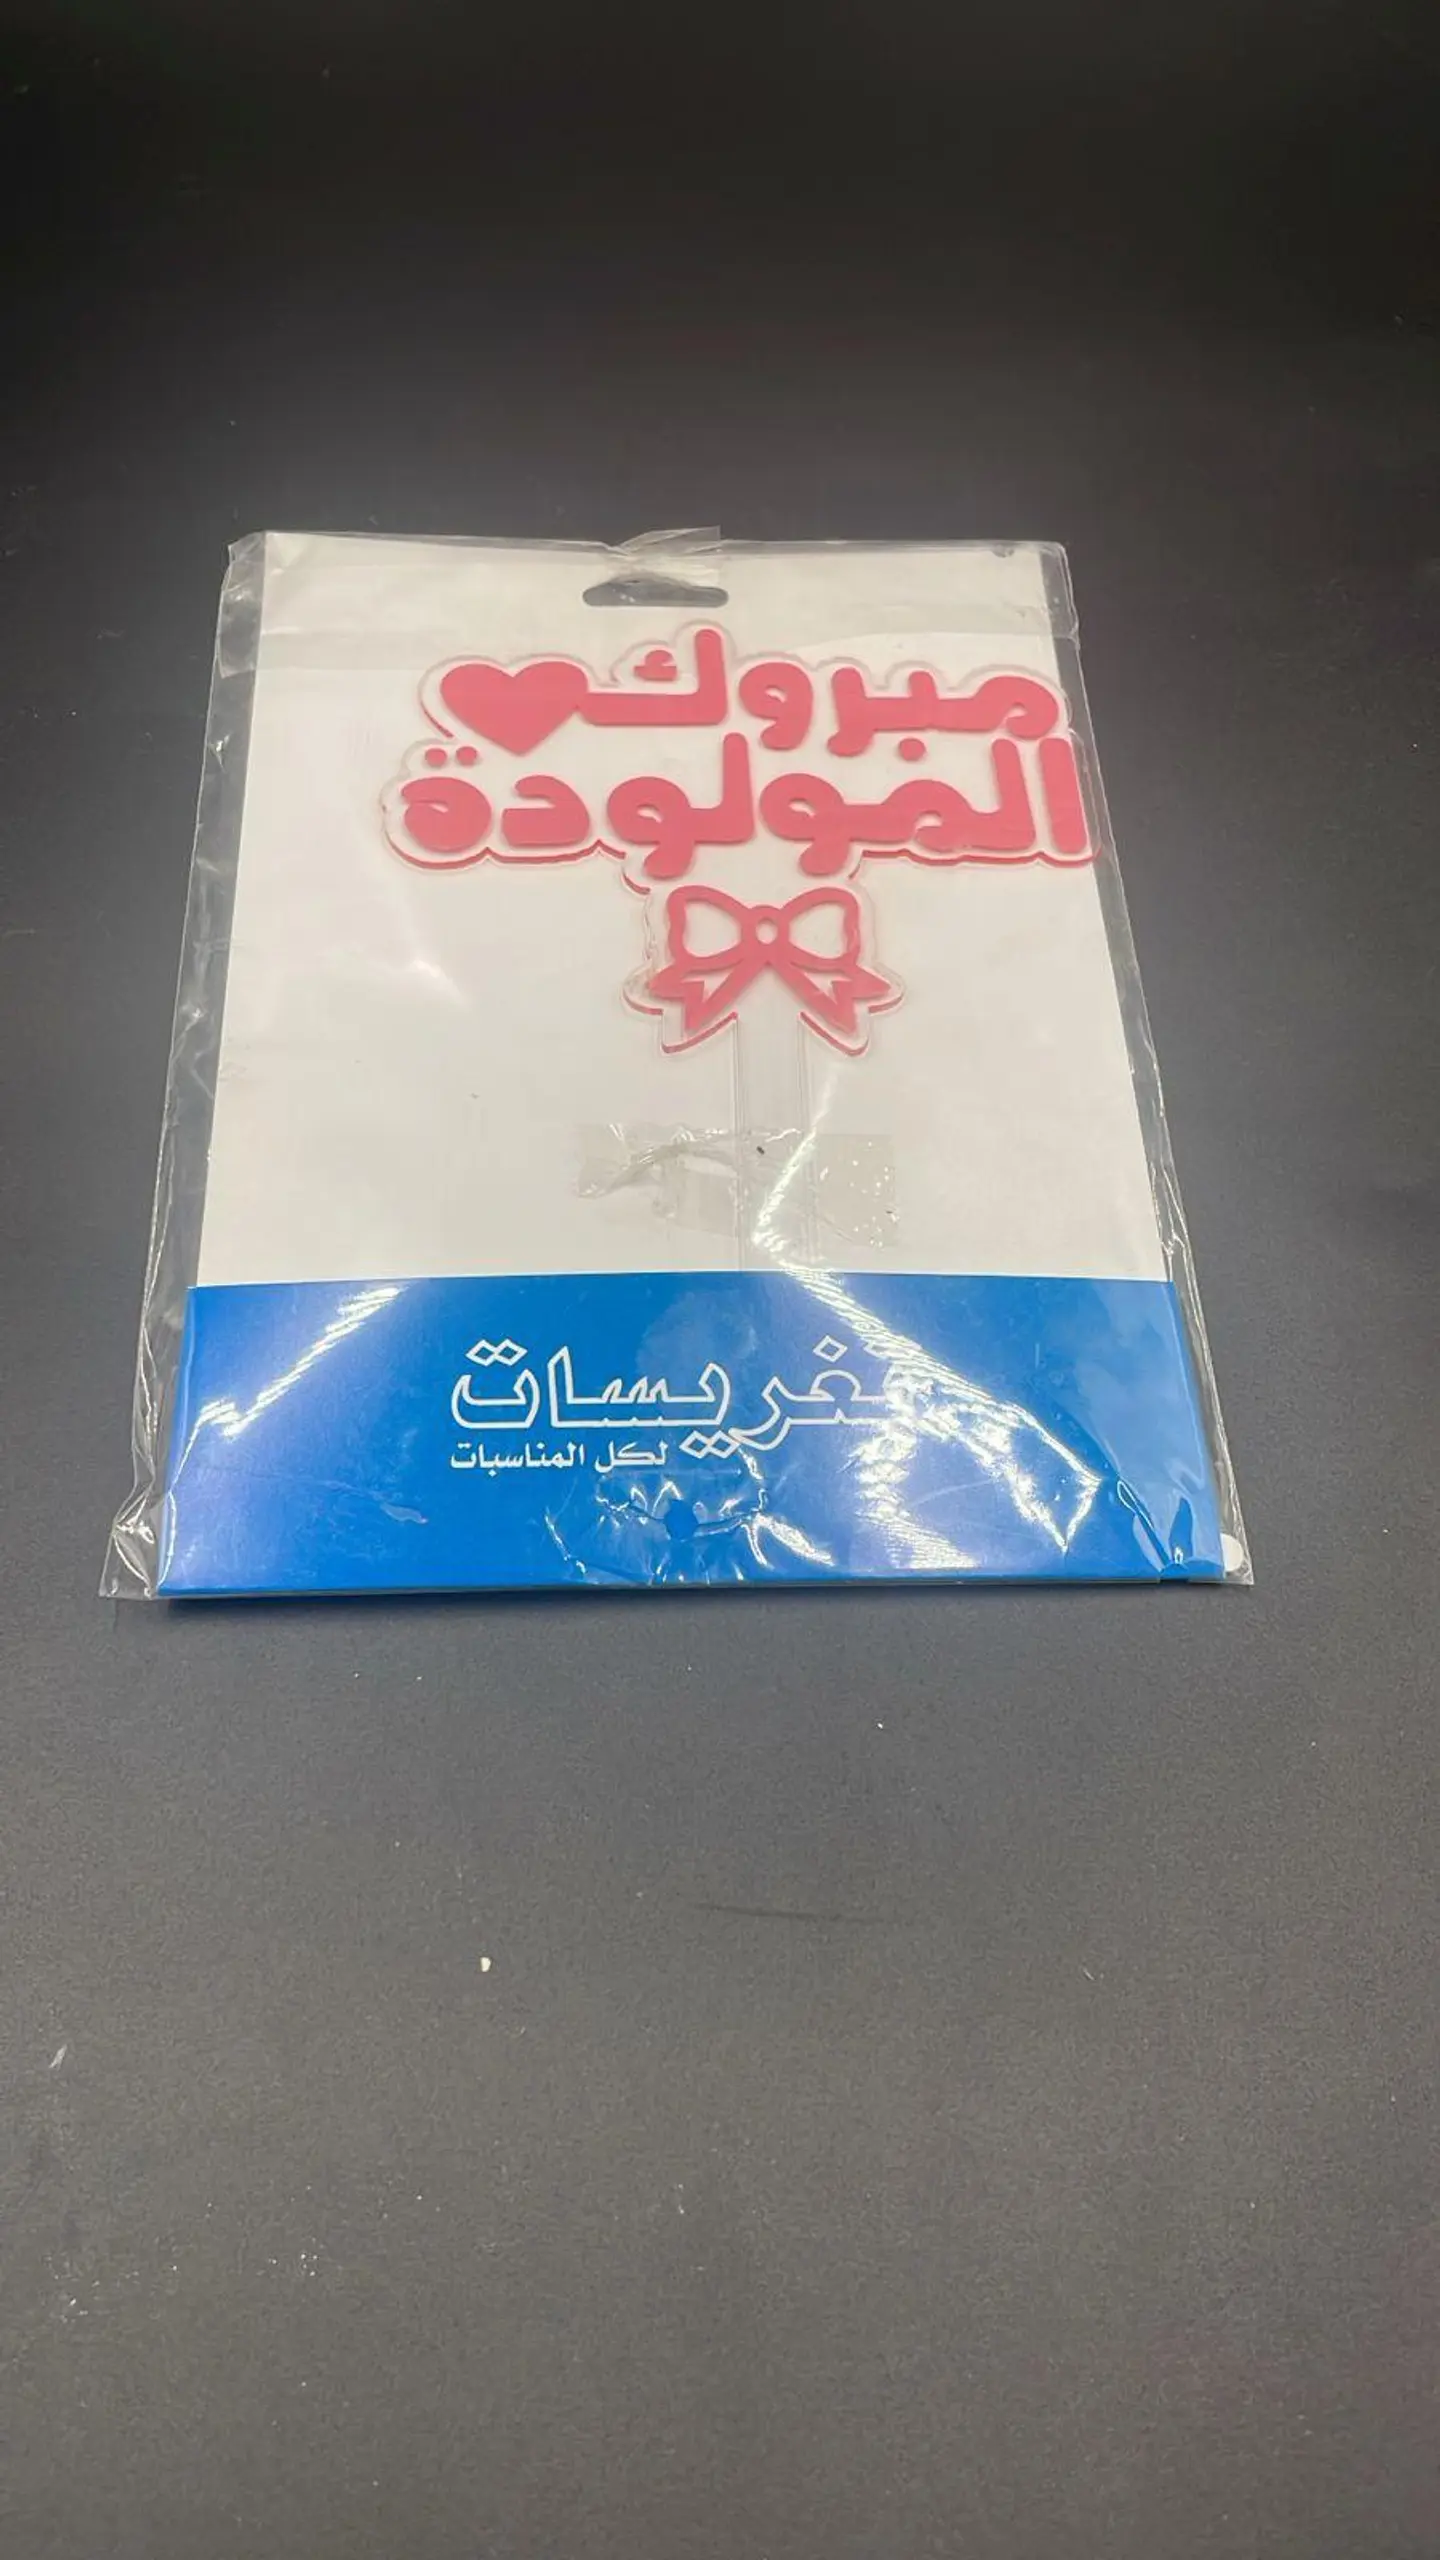 مبروك
المولودة
تغريسات
لكل المناسبات